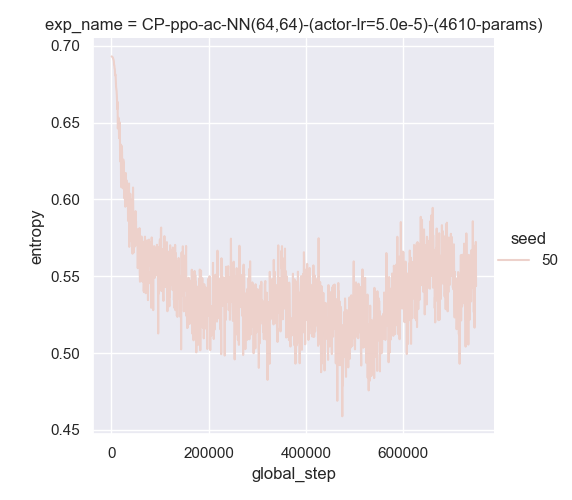 exp_name = CP-ppo-ac-NN(64,64)-(actor-lr=5.0e-5)-(4610-params)
0.70
0.65
0.60
0.55
0.50
0.45
entropy
0
200000
400000
600000
global_step
seed
50